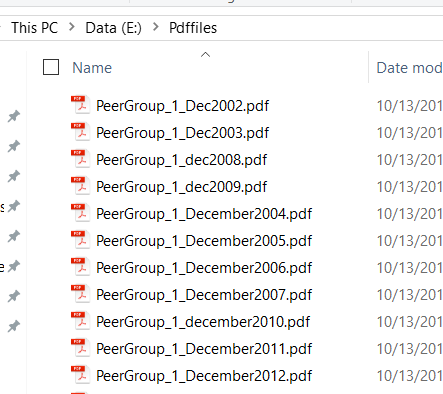 This PC > Data (E:) > Pdffiles
Name Date mod
PeerGroup_1_Dec2002.pdf 10/13/201
PeerGroup_1_Dec2003.pdf 10/13/201
PeerGroup_1_dec2008.pdf 10/13/201
PeerGroup_1_dec2009.pdf 10/13/201
PeerGroup_1_December2004.pdf 10/13/201
PeerGroup_1_December2005.pdf 10/13/201
PeerGroup_1_December2006.pdf 10/13/201
PeerGroup_1_December2007.pdf 10/13/201
PeerGroup_1_december2010.pdf 10/13/201
PeerGroup_1_December2011.pdf 10/13/201
PeerGroup_1_December2012.pdf 10/13/201